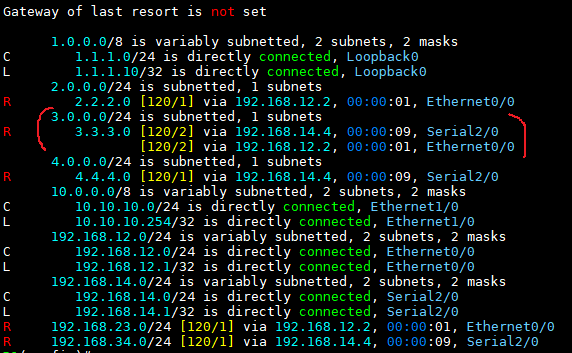 Gateway of last resort is not set
1.0.0.0/8 is variably subnetted, 2 subnets, 2 masks
C 1.1.1.0/24 is directly connected, Loopback0
L 1.1.1.10/32 is directly connected, Loopback0
2.0.0.0/24 is subnetted, 1 subnets
R 2.2.2.0 [120/1] via 192.168.12.2, 00:00:01, Ethernet0/0
3.0.0.0/24 is subnetted, 1 subnets
R 3.3.3.0 [120/2] via 192.168.14.4, 00:00:09, Serial2/0
[120/2] via 192.168.12.2, 00:00:01, Ethernet0/0
4.0.0.0/24 is subnetted, 1 subnets
R 4.4.4.0 [120/1] via 192.168.14.4, 00:00:09, Serial2/0
10.0.0.0/8 is variably subnetted, 2 subnets, 2 masks
C 10.10.10.0/24 is directly connected, Ethernet1/0
L 10.10.10.254/32 is directly connected, Ethernet1/0
192.168.12.0/24 is variably subnetted, 2 subnets, 2 masks
C 192.168.12.0/24 is directly connected, Ethernet0/0
L 192.168.12.1/32 is directly connected, Ethernet0/0
192.168.14.0/24 is variably subnetted, 2 subnets, 2 masks
C 192.168.14.0/24 is directly connected, Serial2/0
L 192.168.14.1/32 is directly connected, Serial2/0
R 192.168.23.0/24 [120/1] via 192.168.12.2, 00:00:01, Ethernet0/0
R 192.168.34.0/24 [120/1] via 192.168.14.4, 00:00:09, Serial2/0